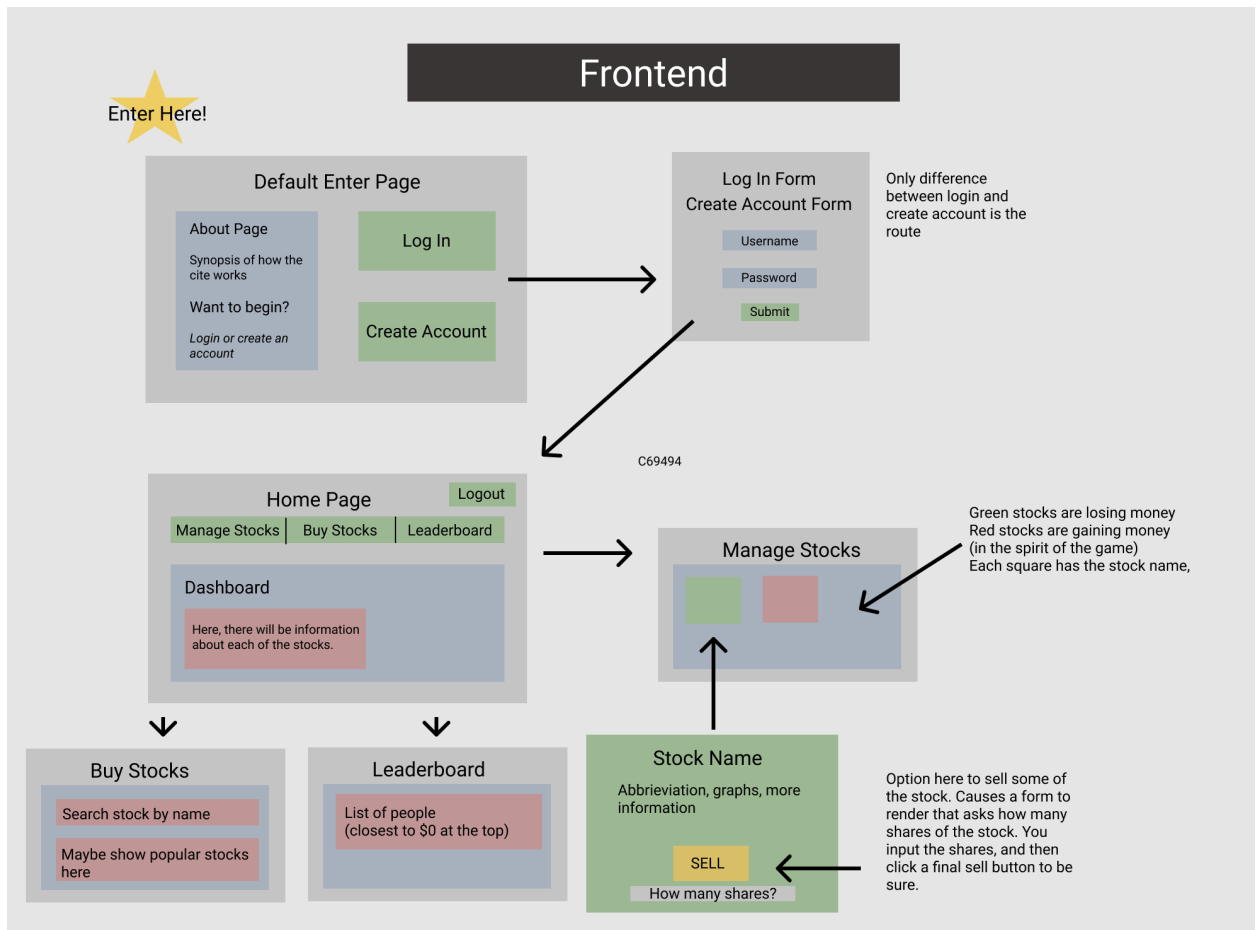 Frontend
Enter Here!
Default Enter Page
About Page
Synopsis of how the
cite works
Want to begin?
Login or create an
account
Log In
Create Account
Log In Form
Create Account Form
Username
Password
Submit
Only difference
between login and
create account is the
route
C69494
Home Page
Logout
Manage Stocks
Buy Stocks
Leaderboard
Dashboard
Here, there will be information
about each of the stocks.
Manage Stocks
Green stocks are losing money
Red stocks are gaining money
(in the spirit of the game)
Each square has the stock name,
Buy Stocks
Search stock by name
Maybe show popular stocks
here
Leaderboard
List of people
(closest to $0 at the top)
Stock Name
Abbrieviation, graphs, more
information
SELL
How many shares?
Option here to sell some of
the stock. Causes a form to
render that asks how many
shares of the stock. You
input the shares, and then
click a final sell button to be
sure.